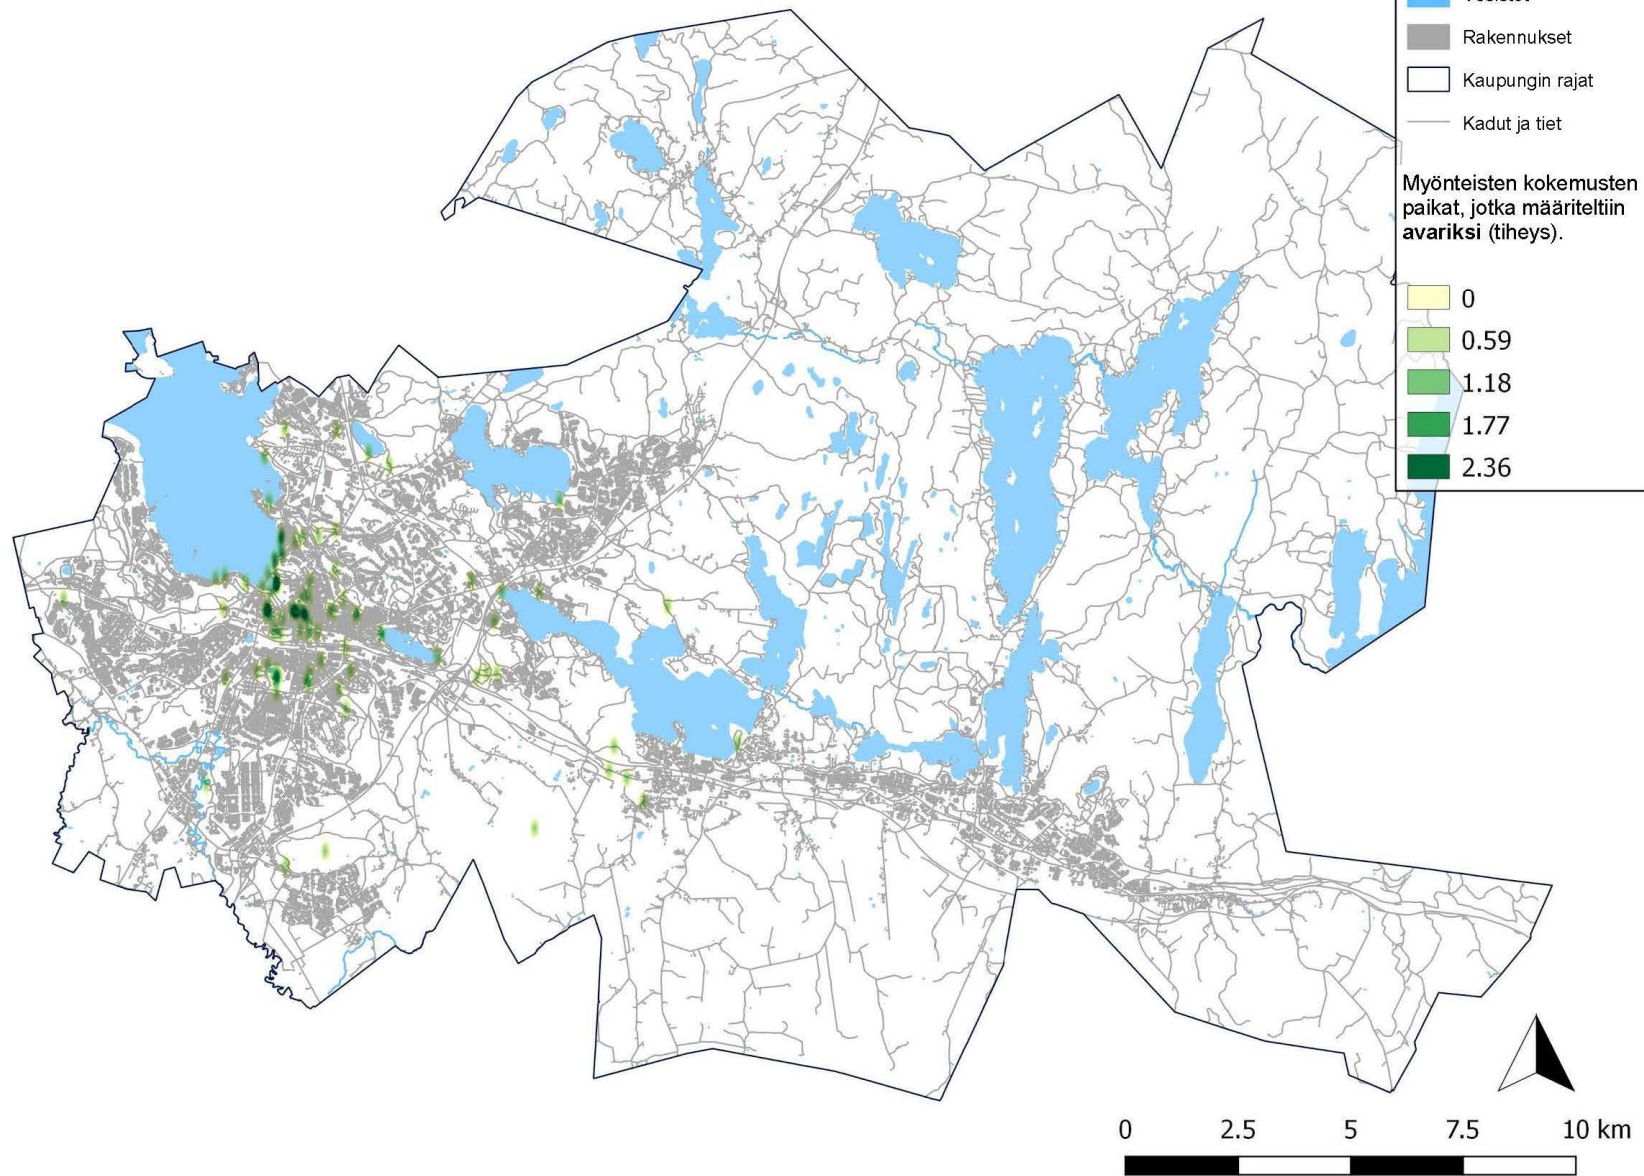 Rakennukset
Kaupungin rajat
Kadut ja tiet
Myönteisten kokemusten
paikat, jotka määriteltiin
avariksi (tiheys).
0
0.59
1.18
1.77
2.36
0 2.5 5 7.5 10 km